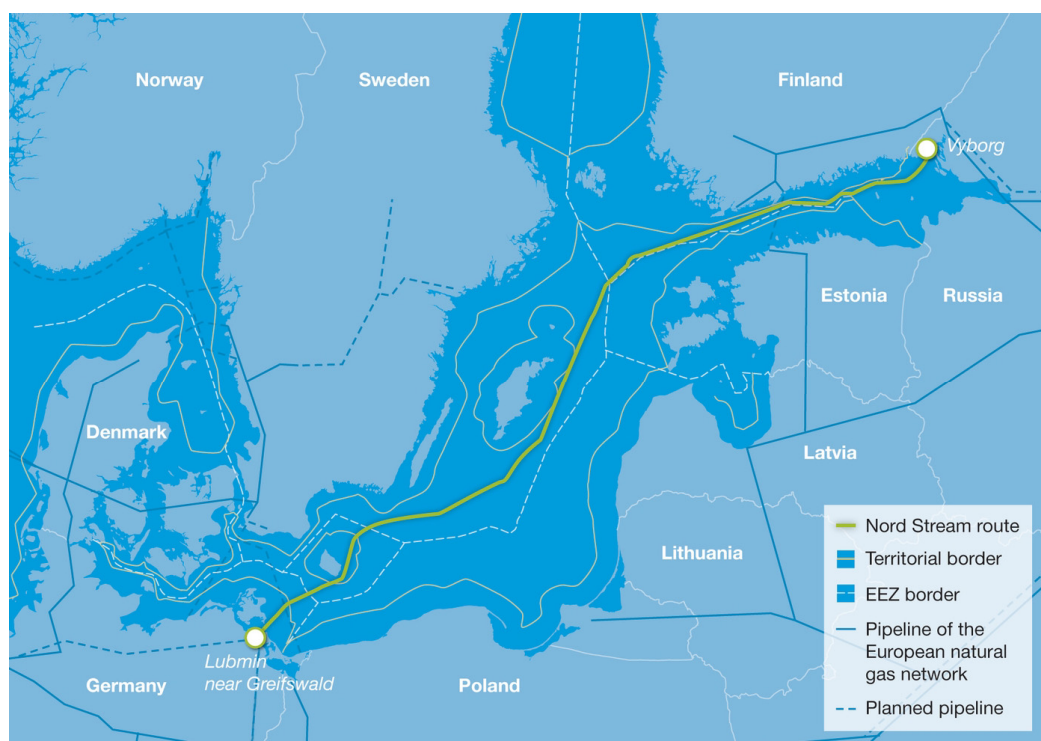 Norway
Sweden
Finland
Vyborg
Estonia
Russia
Denmark
Latvia
Lithuania
Lubmin
near Greifswald
Germany
Poland
Nord Stream route
Territorial border
EEZ border
Pipeline of the
European natural
gas network
Planned pipeline